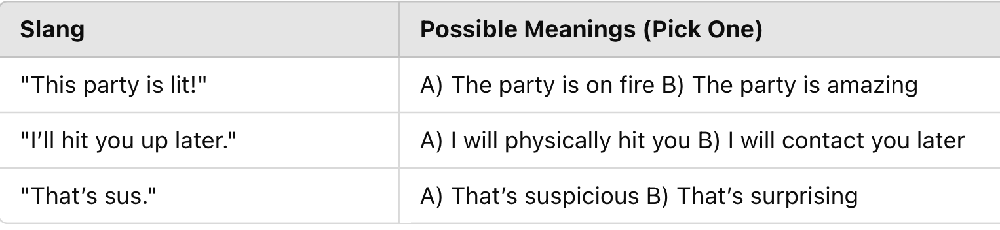 Slang Possible Meanings (Pick One)
"This party is lit!" A) The party is on fire B) The party is amazing
"I’ll hit you up later." A) I will physically hit you B) I will contact you later
"That’s sus." A) That’s suspicious B) That’s surprising